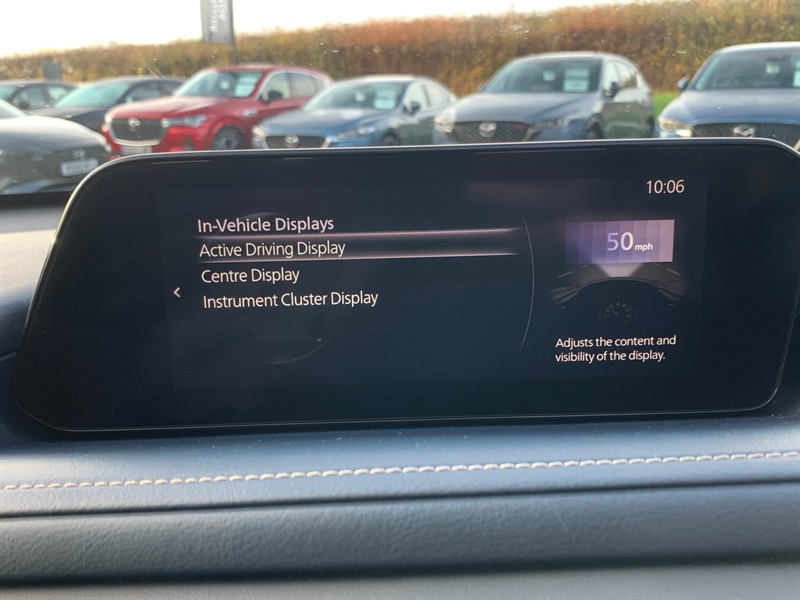 10:06
In-Vehicle Displays
Active Driving Display
Centre Display
Instrument Cluster Display
50 mph
Adjusts the content and
visibility of the display.